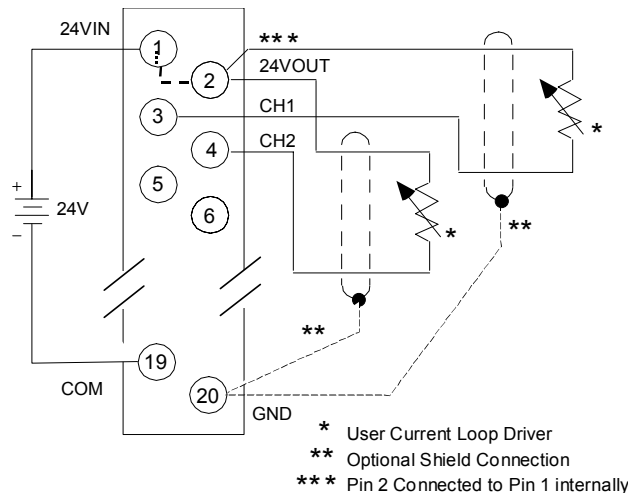 24VIN
1
***
2
24VOUT
*
3
CH1
4
CH2
5
+
24V
–
6
*
**
**
19
COM
20
GND
* User Current Loop Driver
** Optional Shield Connection
*** Pin 2 Connected to Pin 1 internally